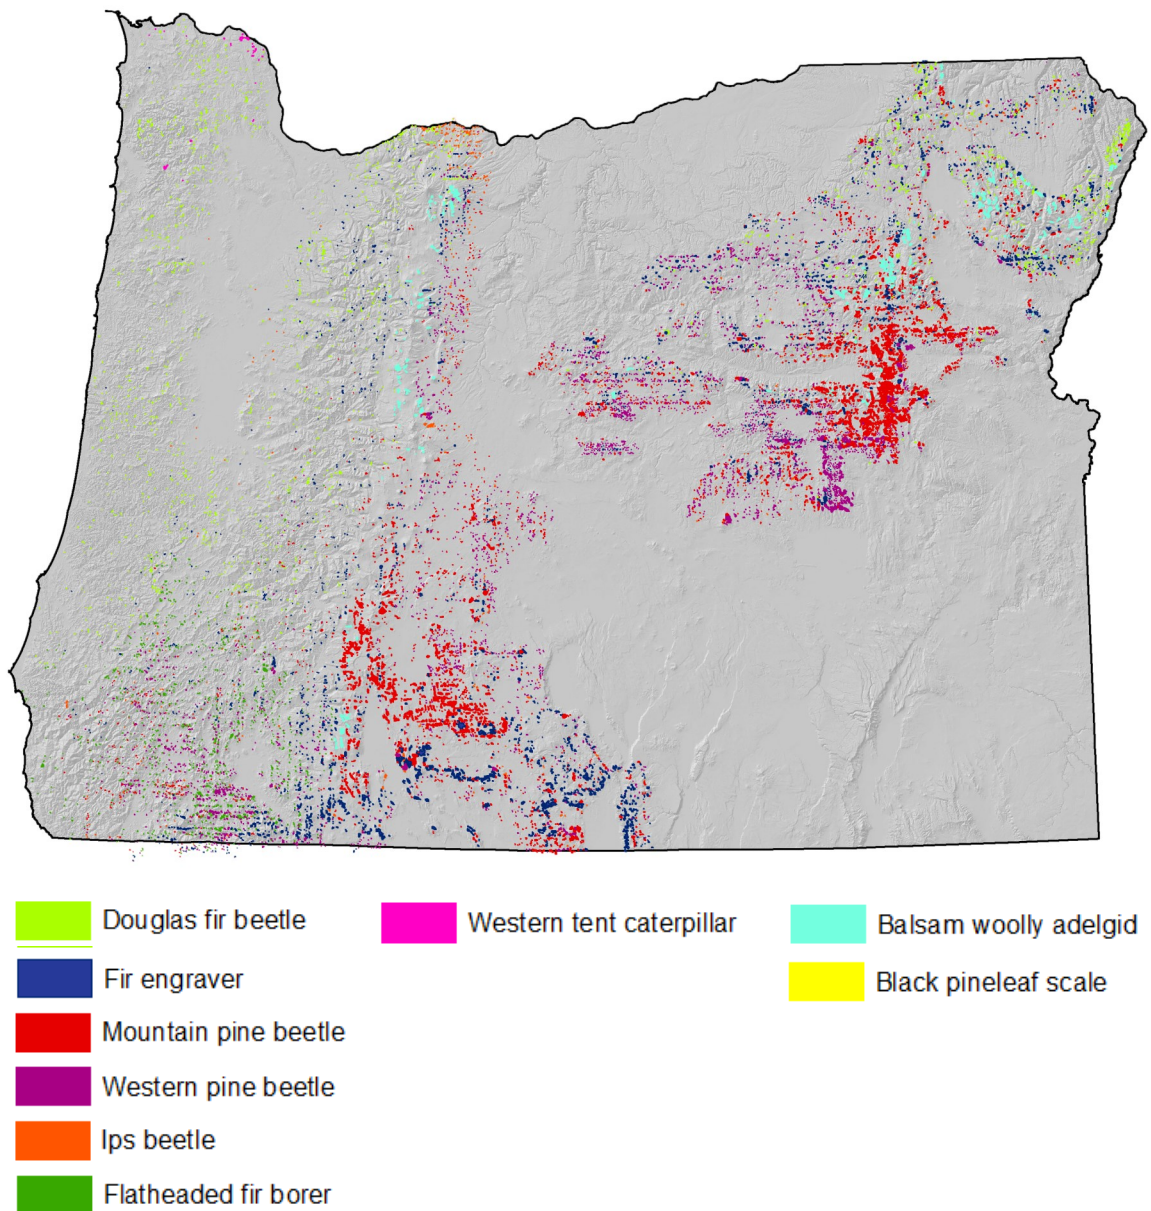 Douglas fir beetle
Fir engraver
Mountain pine beetle
Western pine beetle
Ips beetle
Flatheaded fir borer
Western tent caterpillar
Balsam woolly adelgid
Black pineleaf scale